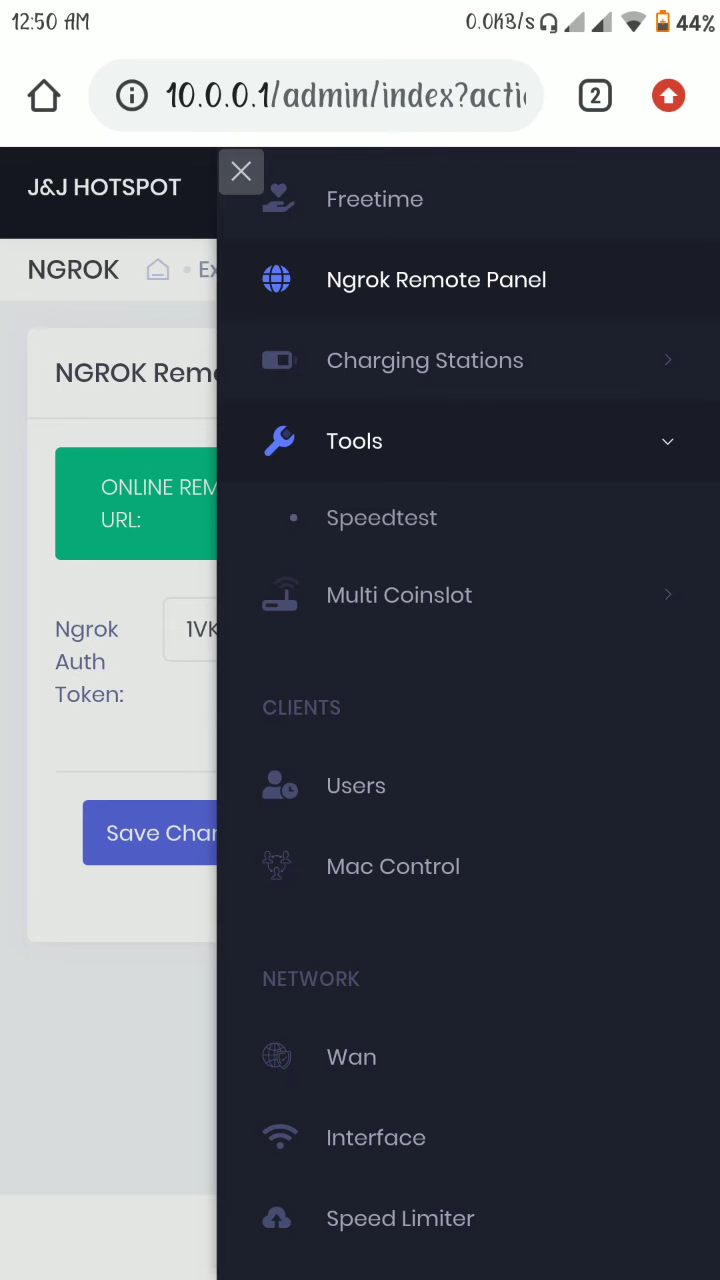 12:50 AM
0.0KB/s
44%
10.0.0.1/admin/index?acti
2
J&J HOTSPOT
NGROK
Ex
NGROK Remo
ONLINE REM
URL:
Ngrok
Auth
Token:
1VK
Save Char
Freetime
Ngrok Remote Panel
Charging Stations
Tools
Speedtest
Multi Coinslot
CLIENTS
Users
Mac Control
NETWORK
Wan
Interface
Speed Limiter